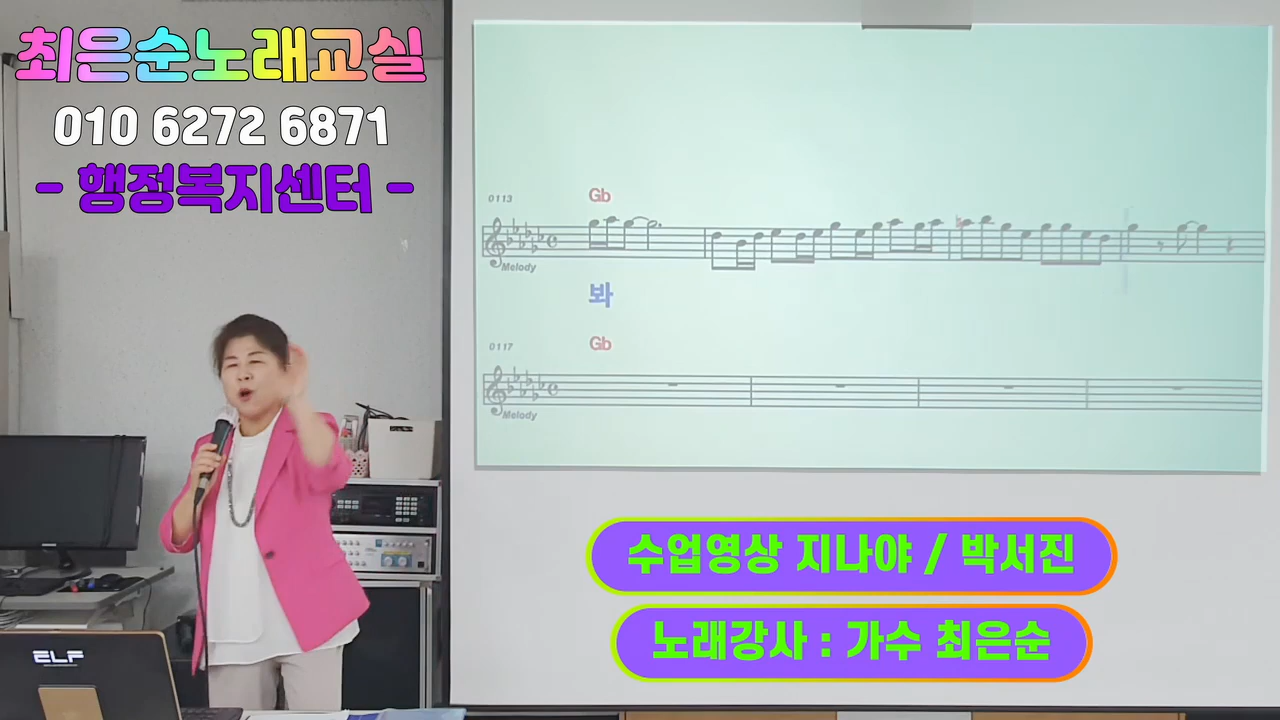 최은순노래교실
010 6272 6871
- 행정복지센터 -
0113
Gb
Melody
봐
0117
Gb
Melody
수업영상 지나야 / 박서진
노래강사 : 가수 최은순
ELF